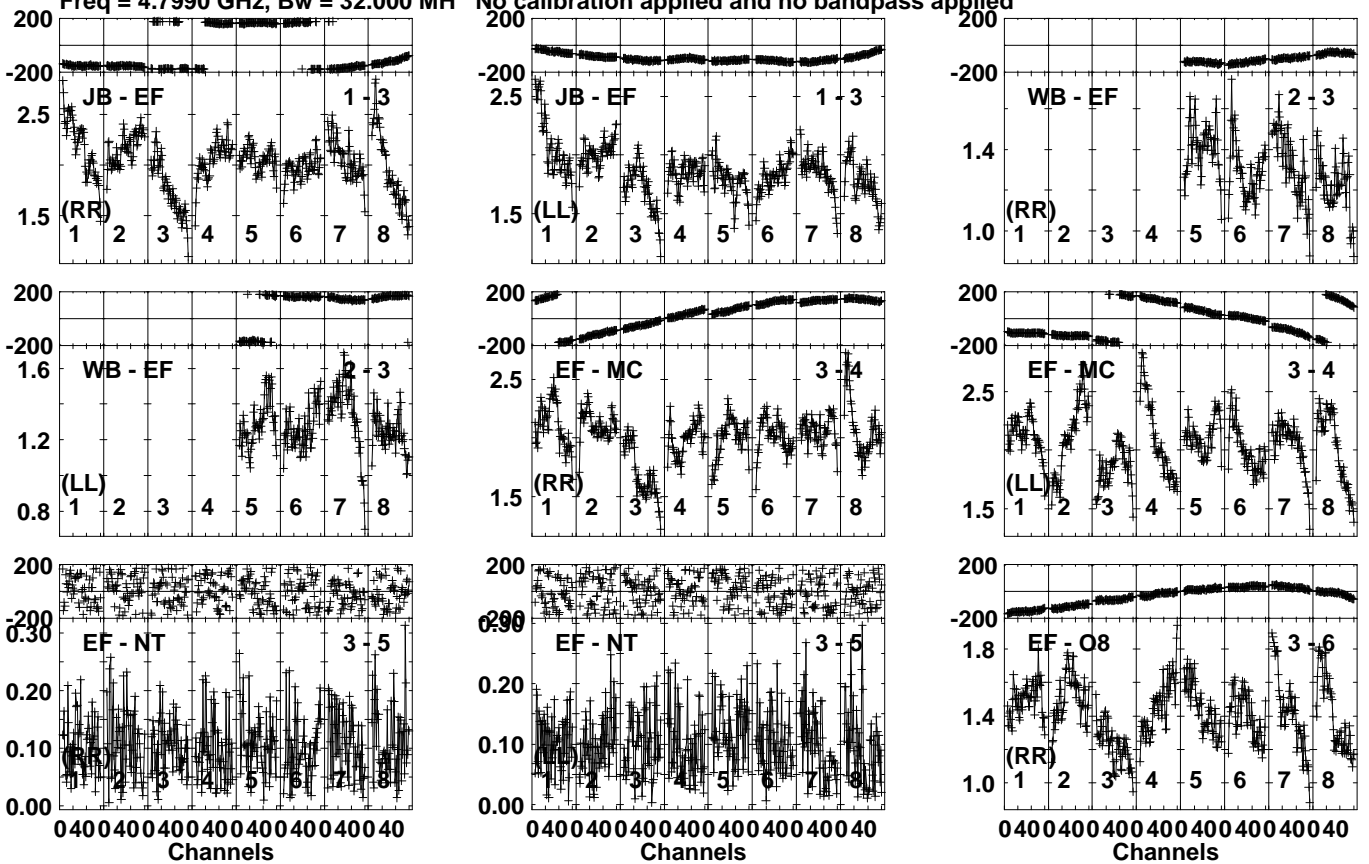 Freq = 4.7990 GHz, Bw = 32.000 MH No calibration applied and no bandpass applied
200
-200
JB - EF 1 - 3
2.5
1.5
(RR)
1 2 3 4 5 6 7 8
JB - EF 1 - 3
2.5
1.5
(LL)
1 2 3 4 5 6 7 8
200
-200
WB - EF 2 - 3
1.4
1.0
(RR)
1 2 3 4 5 6 7 8
200
-200
WB - EF 2 - 3
1.6
1.2
0.8
(LL)
1 2 3 4 5 6 7 8
200
-200
EF - MC 3 - 4
2.5
1.5
(RR)
1 2 3 4 5 6 7 8
200
-200
EF - MC 3 - 4
2.5
1.5
(LL)
1 2 3 4 5 6 7 8
200
-200
EF - NT 3 - 5
0.30
0.20
0.10
0.00
(RR)
1 2 3 4 5 6 7 8
0 40 0 40 0 40 0 40 0 40 0 40 0 40 0 40
Channels
200
-200
EF - NT 3 - 5
0.30
0.20
0.10
0.00
(LL)
1 2 3 4 5 6 7 8
0 40 0 40 0 40 0 40 0 40 0 40 0 40 0 40
Channels
200
-200
EF - O8 3 - 6
1.8
1.4
1.0
(RR)
1 2 3 4 5 6 7 8
0 40 0 40 0 40 0 40 0 40 0 40 0 40 0 40
Channels